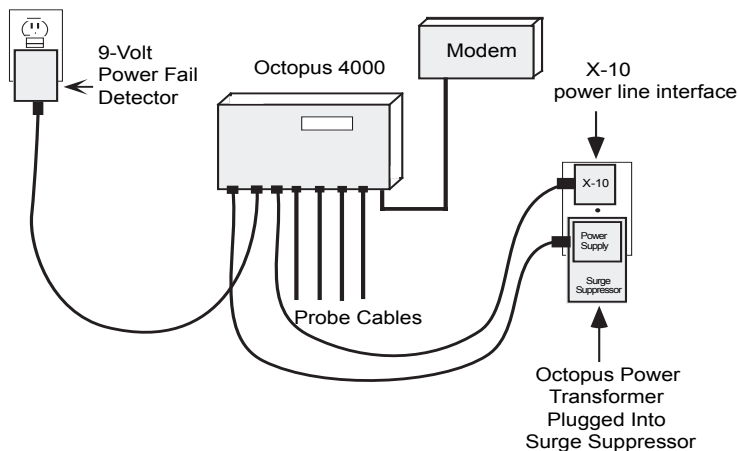 9-Volt
Power Fail
Detector
Octopus 4000
Modem
X-10
power line interface
X-10
Power
Supply
Surge
Suppressor
Probe Cables
Octopus Power
Transformer
Plugged Into
Surge Suppressor